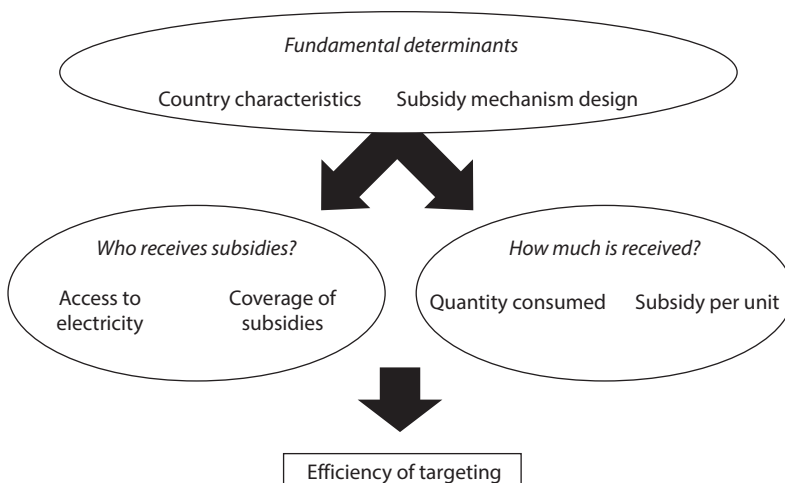 Fundamental determinants
Country characteristics Subsidy mechanism design
Who receives subsidies?
Access to electricity
Coverage of subsidies
How much is received?
Quantity consumed Subsidy per unit
Efficiency of targeting